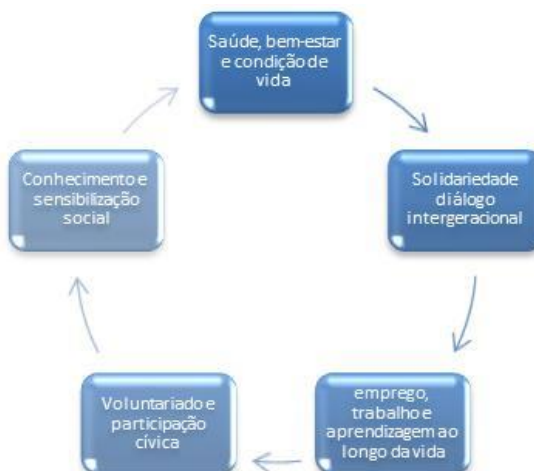 Saúde, bem-estar
e condição de
vida
Solidariedade
diálogo
intergeracional
emprego,
trabalho e
aprendizagem ao
longo da vida
Voluntariado e
participação
cívica
Conhecimento e
sensibilização
social